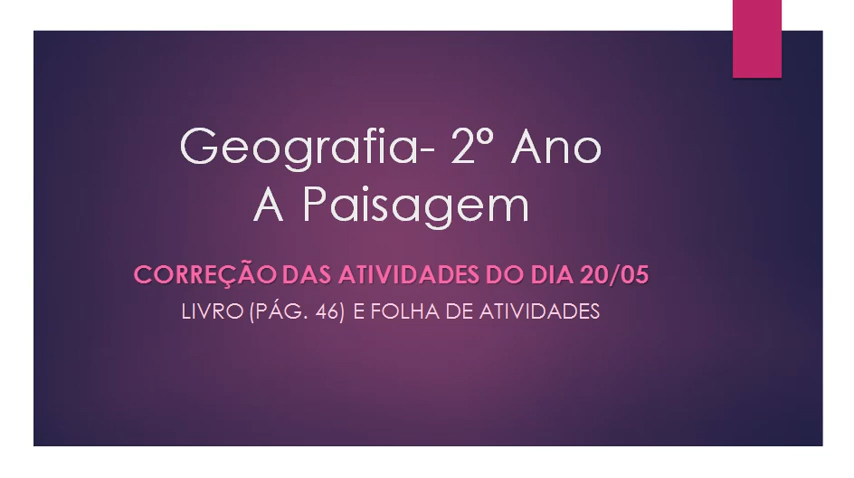 Geografia- 2º Ano
A Paisagem
CORREÇÃO DAS ATIVIDADES DO DIA 20/05
LIVRO (PÁG. 46) E FOLHA DE ATIVIDADES